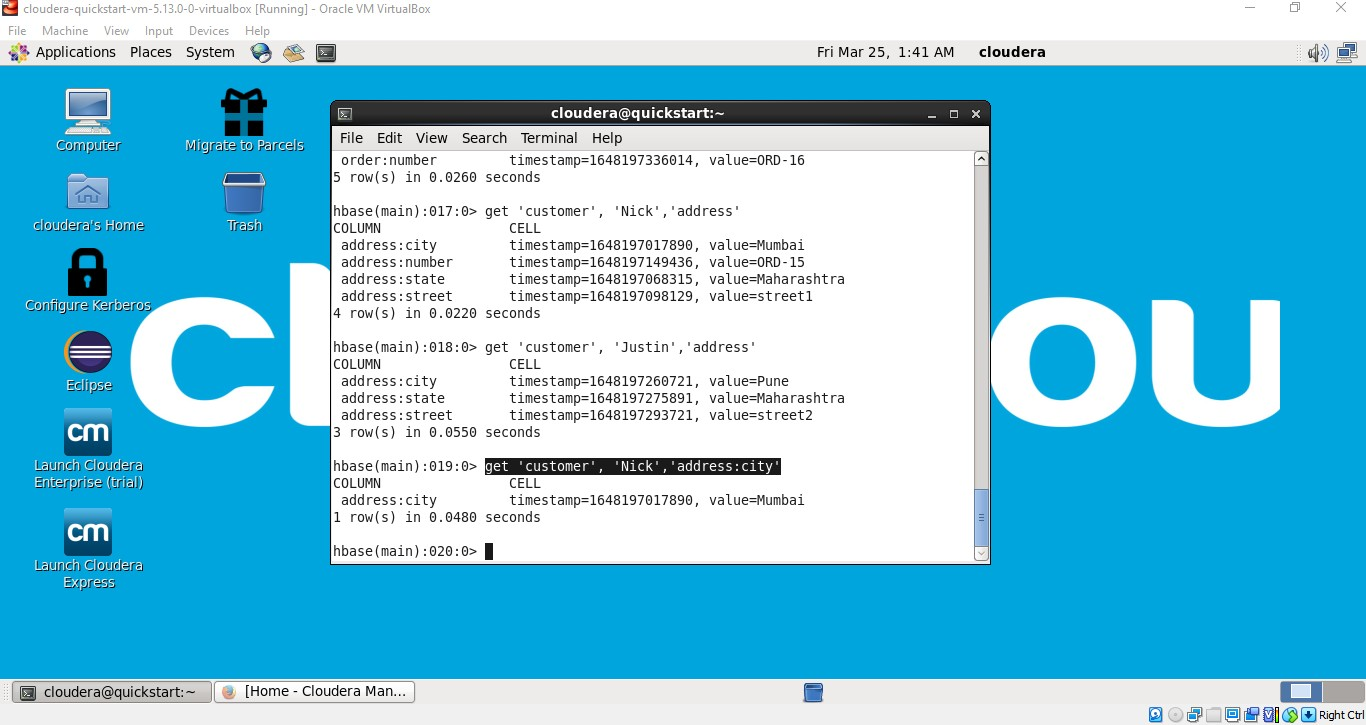 cloudera-quickstart-vm-5.13.0-0-virtualbox [Running] - Oracle VM VirtualBox
File Machine View Input Devices Help
Applications Places System Fri Mar 25, 1:41 AM cloudera
Computer
Migrate to Parcels
cloudera's Home
Trash
Configure Kerberos
Eclipse
cm
Launch Cloudera
Enterprise (trial)
cm
Launch Cloudera
Express
cl
ou
cloudera@quickstart:~
File Edit View Search Terminal Help
order:number timestamp=1648197336014, value=ORD-16
5 row(s) in 0.0260 seconds
hbase(main):017:0> get 'customer', 'Nick','address'
COLUMN CELL
address:city timestamp=1648197017890, value=Mumbai
address:number timestamp=1648197149436, value=ORD-15
address:state timestamp=1648197068315, value=Maharashtra
address:street timestamp=1648197098129, value=street1
4 row(s) in 0.0220 seconds
hbase(main):018:0> get 'customer', 'Justin','address'
COLUMN CELL
address:city timestamp=1648197260721, value=Pune
address:state timestamp=1648197275891, value=Maharashtra
address:street timestamp=1648197293721, value=street2
3 row(s) in 0.0550 seconds
hbase(main):019:0> get 'customer', 'Nick','address:city'
COLUMN CELL
address:city timestamp=1648197017890, value=Mumbai
1 row(s) in 0.0480 seconds
hbase(main):020:0>
cloudera@quickstart:~ [Home - Cloudera Man...
Right Ctrl